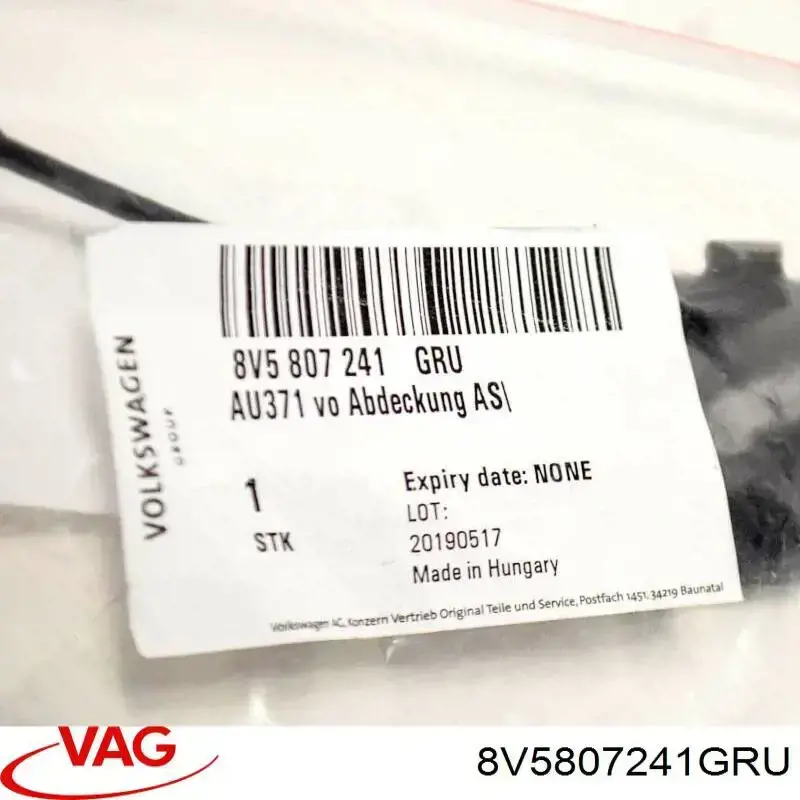 VOLKSWAGEN
GROUP
8V5 807 241 GRU
AU371 vo Abdeckung AS\
1
STK
Expiry date: NONE
LOT:
20190517
Made in Hungary
Volkswagen AG, Konzern Vertrieb Original Teile und Service, Postfach 1451, 34219 Baunatal
VAG
8V5807241GRU